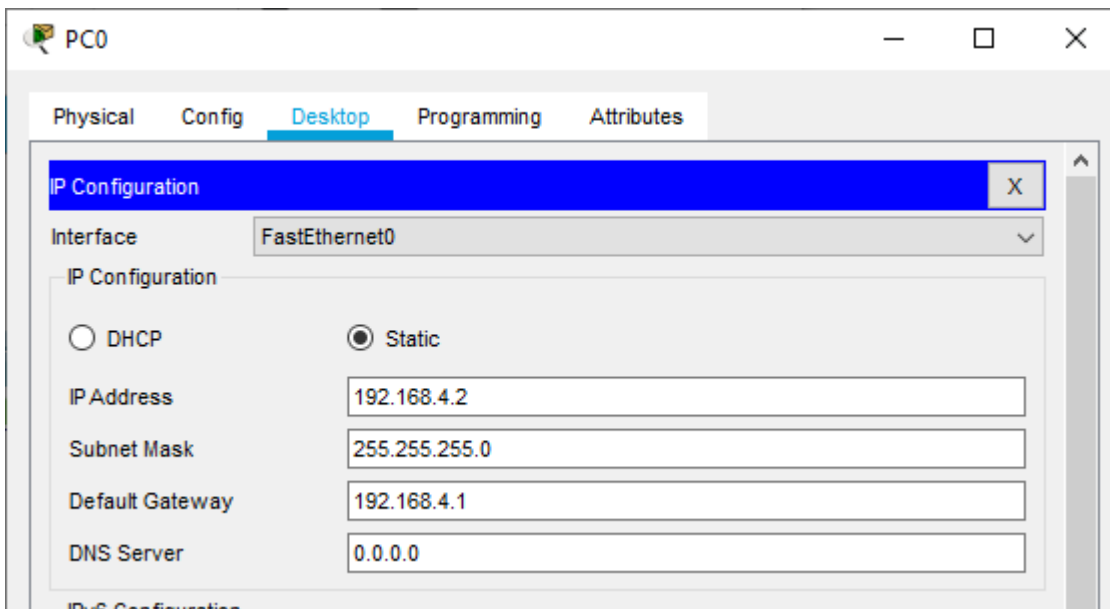 PC0
Physical Config Desktop Programming Attributes
IP Configuration X
Interface FastEthernet0
IP Configuration
DHCP Static
IP Address 192.168.4.2
Subnet Mask 255.255.255.0
Default Gateway 192.168.4.1
DNS Server 0.0.0.0
IPv6 Configuration